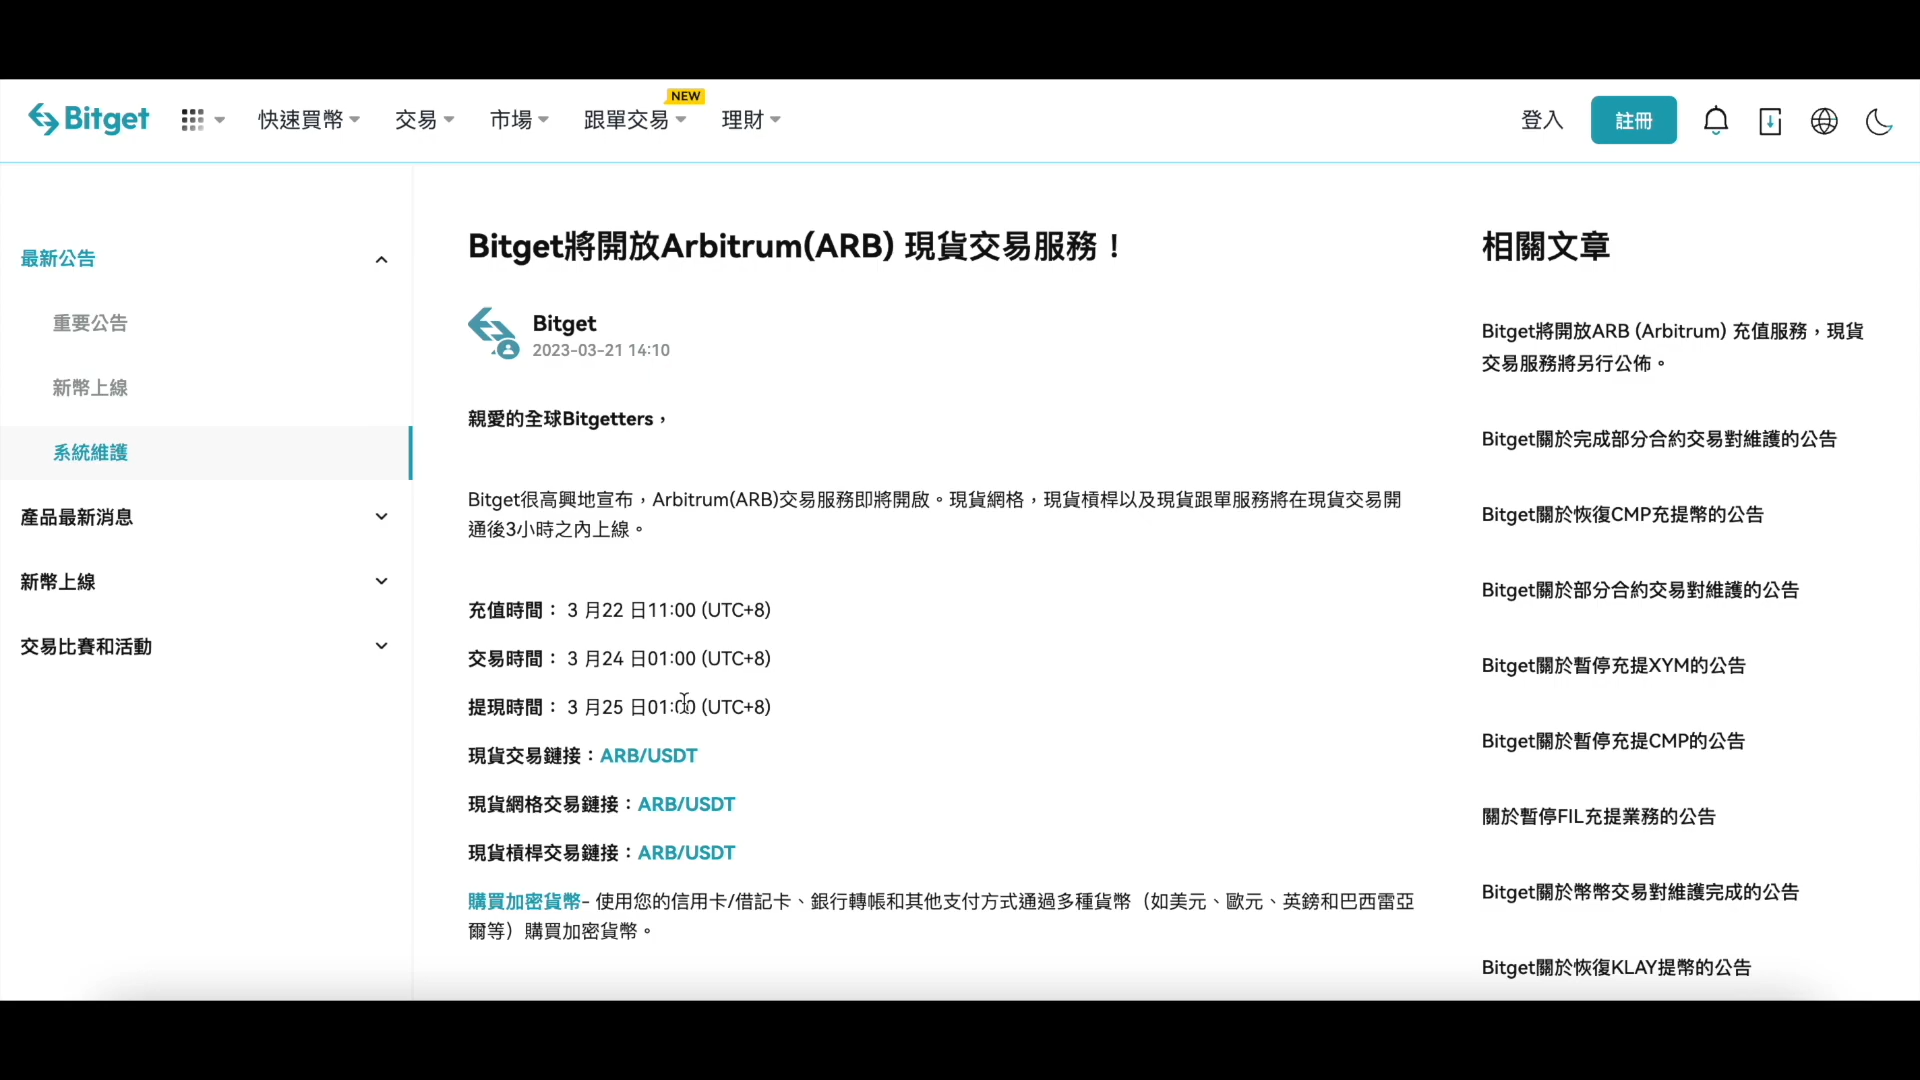 Bitget
快速買幣
交易
市場
跟單交易
NEW
理財
登入
註冊
最新公告
重要公告
新幣上線
系統維護
產品最新消息
新幣上線
交易比賽和活動
Bitget將開放Arbitrum(ARB) 現貨交易服務！
Bitget
2023-03-21 14:10
親愛的全球Bitgetters，
Bitget很高興地宣布，Arbitrum(ARB)交易服務即將開啟。現貨網格，現貨槓桿以及現貨跟單服務將在現貨交易開
通後3小時之內上線。
充值時間： 3 月22 日11:00 (UTC+8)
交易時間： 3 月24 日01:00 (UTC+8)
提現時間： 3 月25 日01:00 (UTC+8)
現貨交易鏈接：ARB/USDT
現貨網格交易鏈接：ARB/USDT
現貨槓桿交易鏈接：ARB/USDT
購買加密貨幣- 使用您的信用卡/借記卡、銀行轉帳和其他支付方式通過多種貨幣（如美元、歐元、英鎊和巴西雷亞
爾等）購買加密貨幣。
相關文章
Bitget將開放ARB (Arbitrum) 充值服務，現貨
交易服務將另行公佈。
Bitget關於完成部分合約交易對維護的公告
Bitget關於恢復CMP充提幣的公告
Bitget關於部分合約交易對維護的公告
Bitget關於暫停充提XYM的公告
Bitget關於暫停充提CMP的公告
關於暫停FIL充提業務的公告
Bitget關於幣幣交易對維護完成的公告
Bitget關於恢復KLAY提幣的公告